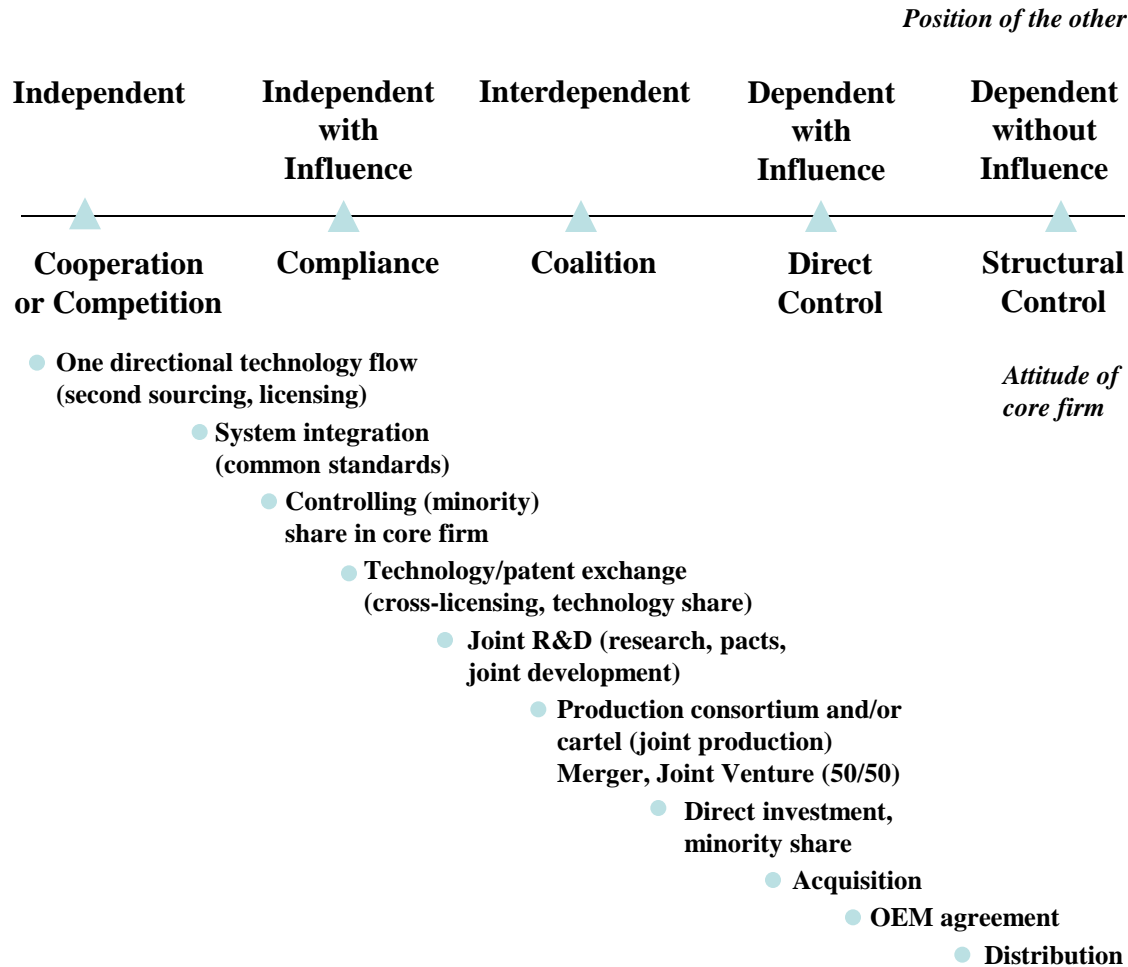 Position of the other
Independent
Independent
with
Influence
Interdependent
Dependent
with
Influence
Dependent
without
Influence
Cooperation
or Competition
Compliance
Coalition
Direct
Control
Structural
Control
Attitude of
core firm
One directional technology flow
(second sourcing, licensing)
System integration
(common standards)
Controlling (minority)
share in core firm
Technology/patent exchange
(cross-licensing, technology share)
Joint R&D (research, pacts,
joint development)
Production consortium and/or
cartel (joint production)
Merger, Joint Venture (50/50)
Direct investment,
minority share
Acquisition
OEM agreement
Distribution